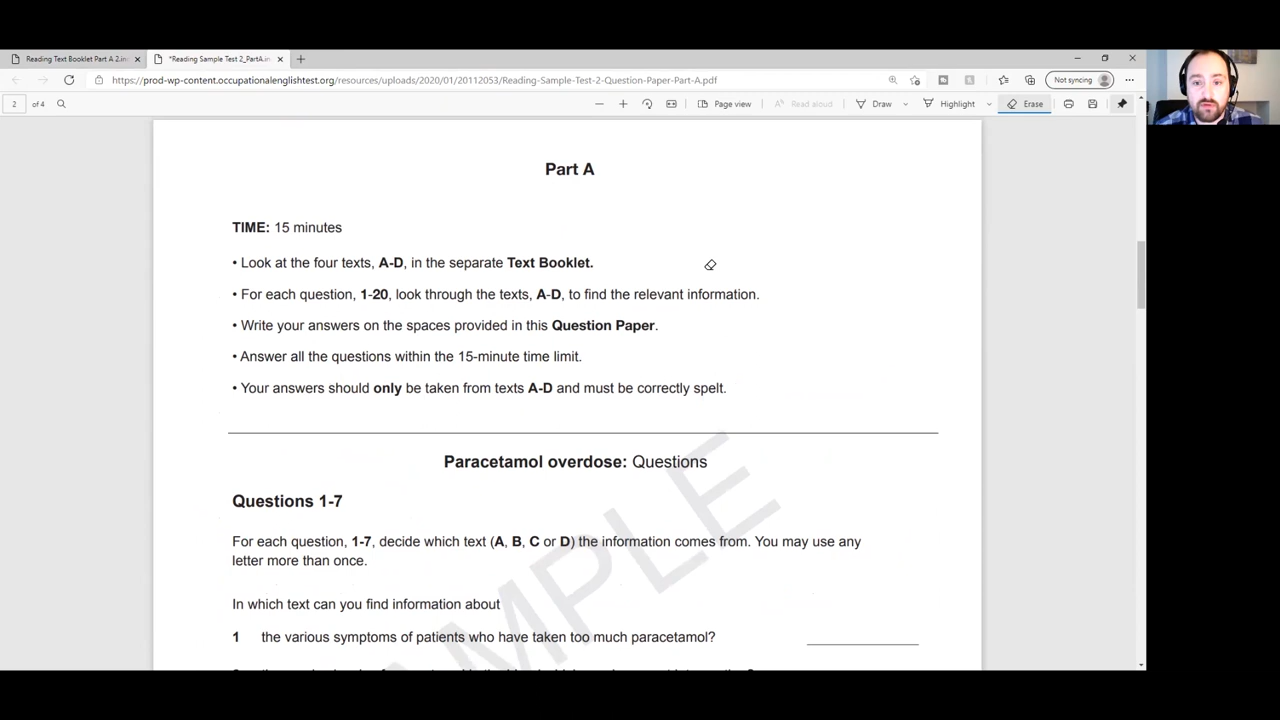 Reading Text Booklet Part A 2.in
*Reading Sample Test 2_PartA.in
https://prod-wp-content.occupationalenglishtest.org/resources/uploads/2020/01/20112053/Reading-Sample-Test-2-Question-Paper-Part-A.pdf
Not syncing
2 of 4
Page view
Read aloud
Draw
Highlight
Erase
Part A
TIME: 15 minutes
• Look at the four texts, A-D, in the separate Text Booklet.
• For each question, 1-20, look through the texts, A-D, to find the relevant information.
• Write your answers on the spaces provided in this Question Paper.
• Answer all the questions within the 15-minute time limit.
• Your answers should only be taken from texts A-D and must be correctly spelt.
Paracetamol overdose: Questions
Questions 1-7
For each question, 1-7, decide which text (A, B, C or D) the information comes from. You may use any
letter more than once.
In which text can you find information about
1 the various symptoms of patients who have taken too much paracetamol?
SAMPLE